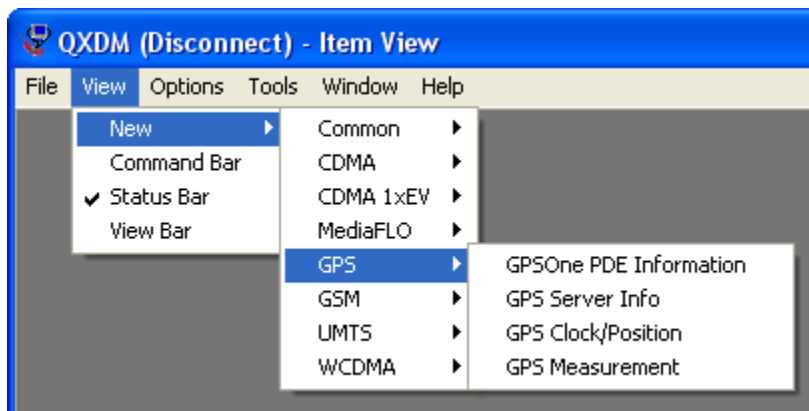 QXDM (Disconnect) - Item View
File View Options Tools Window Help
New
Command Bar
Status Bar
View Bar
Common
CDMA
CDMA 1xEV
MediaFLO
GPS
GSM
UMTS
WCDMA
GPSOne PDE Information
GPS Server Info
GPS Clock/Position
GPS Measurement